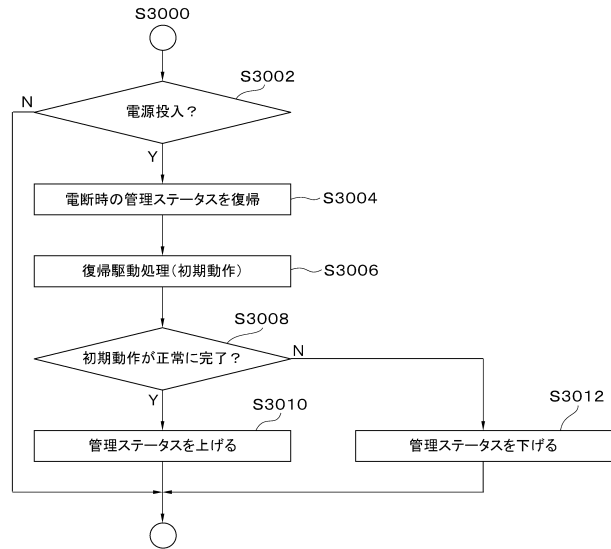 S3000
S3002
N
電源投入?
Y
電断時の管理ステータスを復帰
S3004
復帰駆動処理(初期動作)
S3006
S3008
初期動作が正常に完了?
N
Y
S3010
S3012
管理ステータスを上げる
管理ステータスを下げる